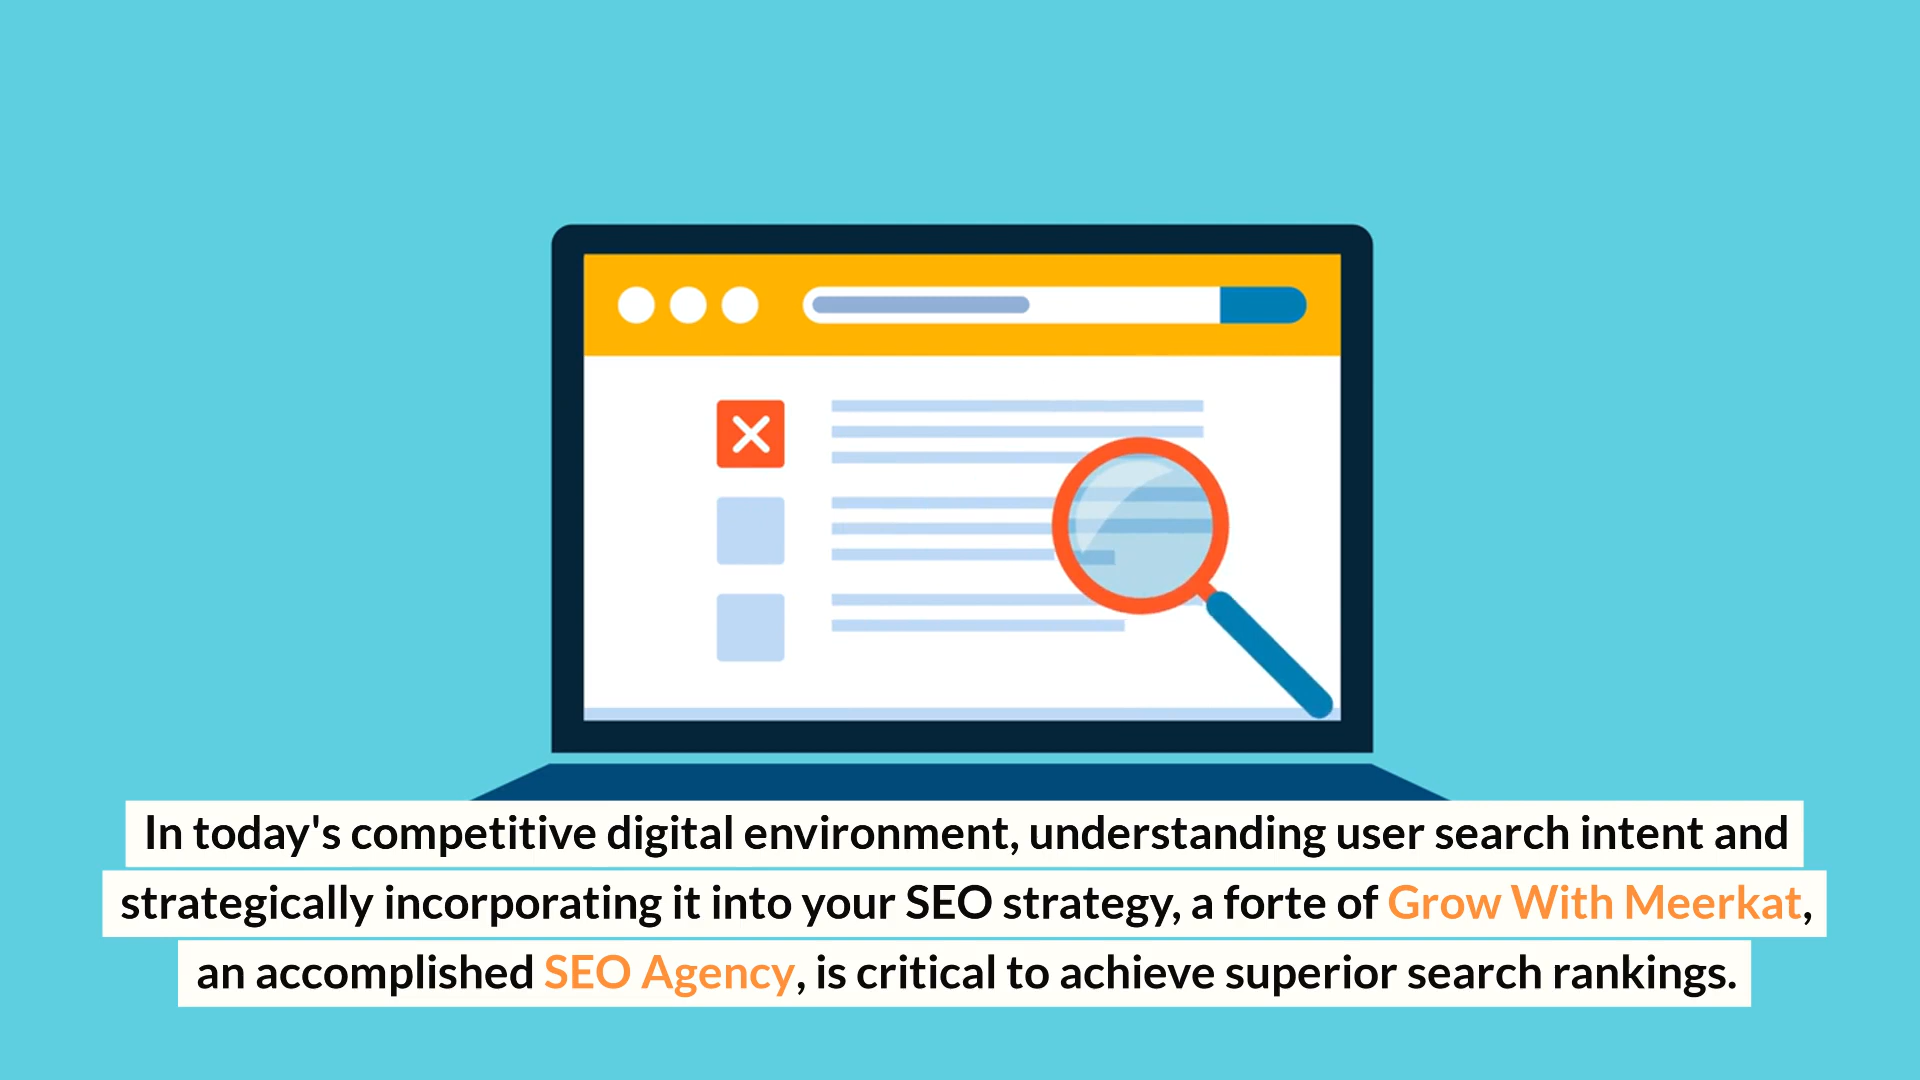 In today's competitive digital environment, understanding user search intent and
strategically incorporating it into your SEO strategy, a forte of Grow With Meerkat,
an accomplished SEO Agency, is critical to achieve superior search rankings.